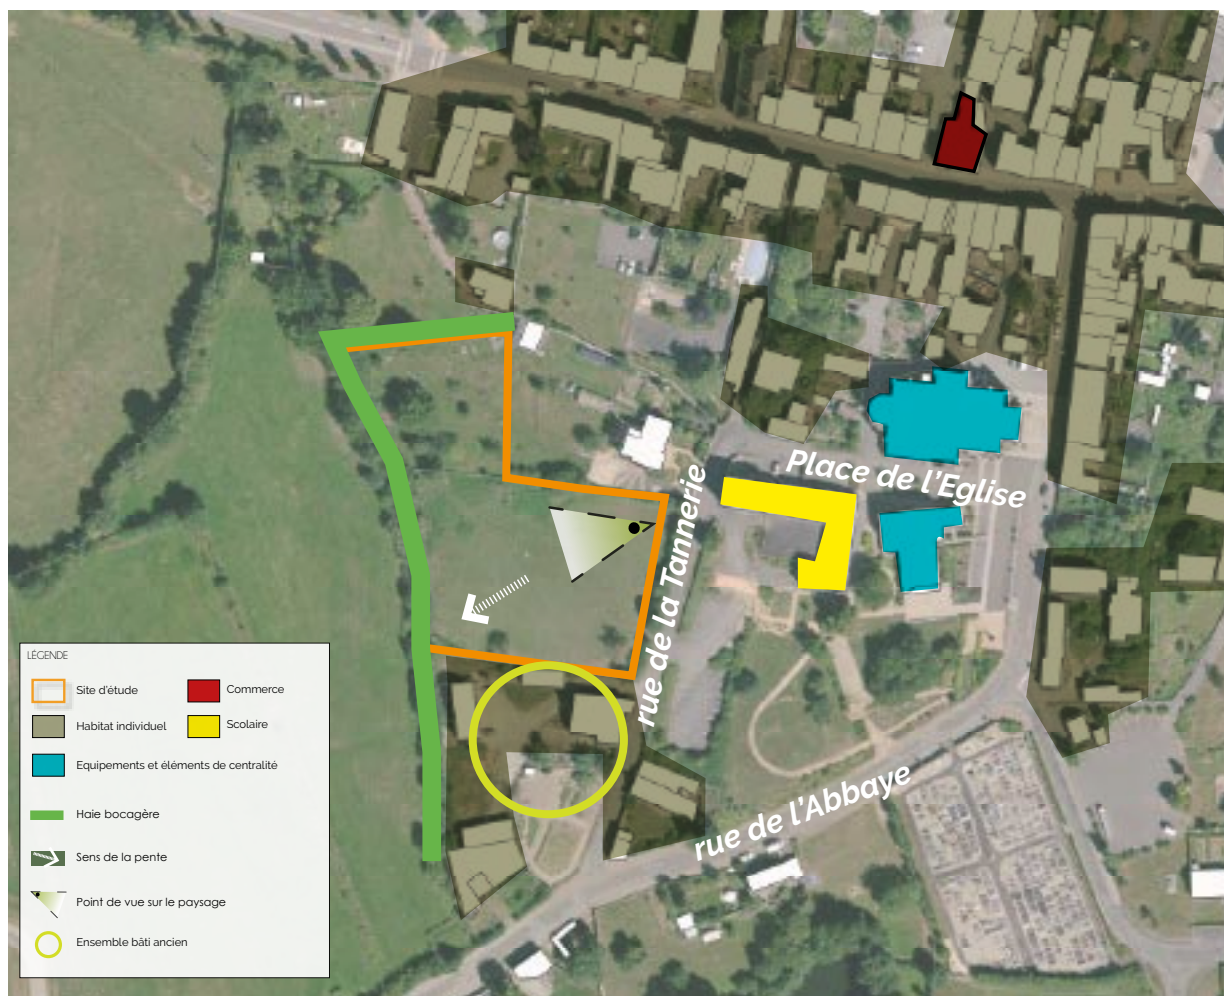 Place de l'Eglise
rue de la Tannerie
rue de l'Abbaye
LÉGENDE
Site d'étude
Commerce
Habitat individuel
Scolaire
Equipements et éléments de centralité
Haie bocagère
Sens de la pente
Point de vue sur le paysage
Ensemble bâti ancien